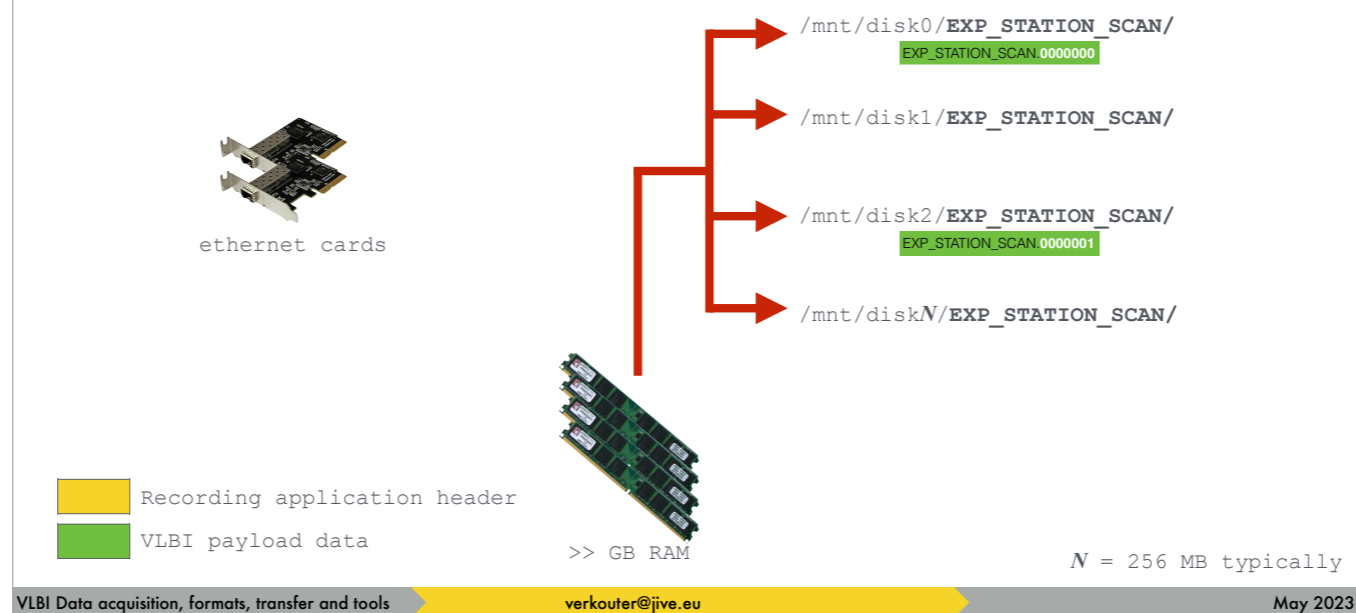 /mnt/disk0/EXP_STATION_SCAN/
EXP_STATION_SCAN.0000000
/mnt/disk1/EXP_STATION_SCAN/
/mnt/disk2/EXP_STATION_SCAN/
EXP_STATION_SCAN.0000001
/mnt/diskN/EXP_STATION_SCAN/
ethernet cards
Recording application header
VLBI payload data
>> GB RAM
N = 256 MB typically
VLBI Data acquisition, formats, transfer and tools
verkouter@jive.eu
May 2023